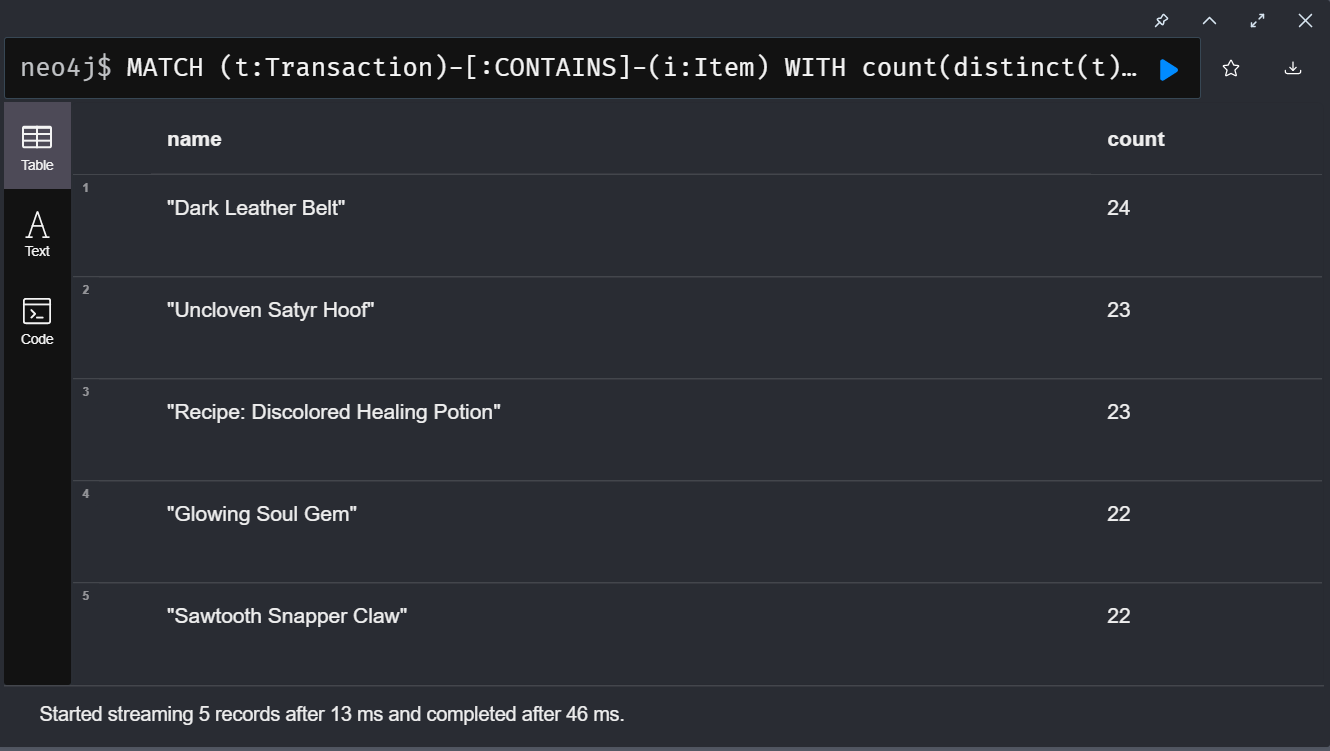 neo4j$ MATCH (t:Transaction)-[:CONTAINS]-(i:Item) WITH count(distinct(t)…
Table
Text
Code
name count
1 "Dark Leather Belt" 24
2 "Uncloven Satyr Hoof" 23
3 "Recipe: Discolored Healing Potion" 23
4 "Glowing Soul Gem" 22
5 "Sawtooth Snapper Claw" 22
Started streaming 5 records after 13 ms and completed after 46 ms.